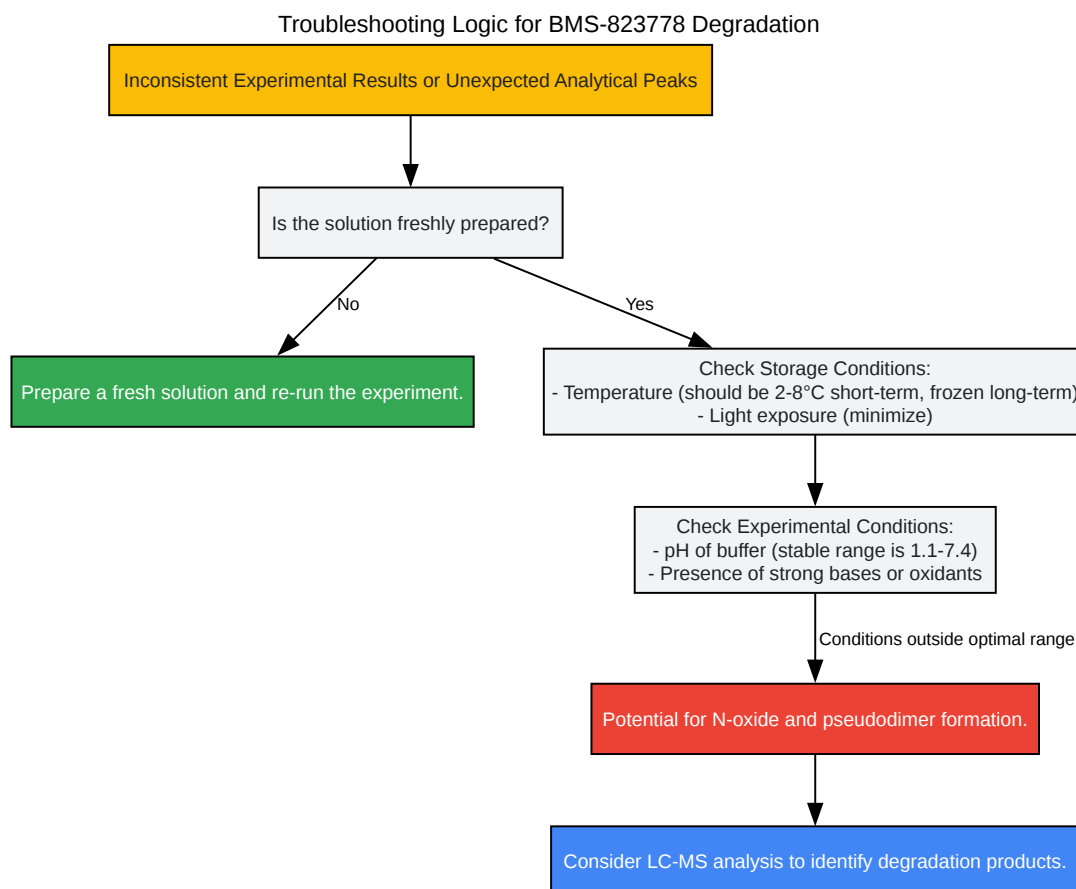 Troubleshooting Logic for BMS-823778 Degradation
Inconsistent Experimental Results or Unexpected Analytical Peaks
Is the solution freshly prepared?
No
Yes
Prepare a fresh solution and re-run the experiment.
Check Storage Conditions:
- Temperature (should be 2-8°C short-term, frozen long-term)
- Light exposure (minimize)
Check Experimental Conditions:
- pH of buffer (stable range is 1.1-7.4)
- Presence of strong bases or oxidants
Conditions outside optimal range
Potential for N-oxide and pseudodimer formation.
Consider LC-MS analysis to identify degradation products.